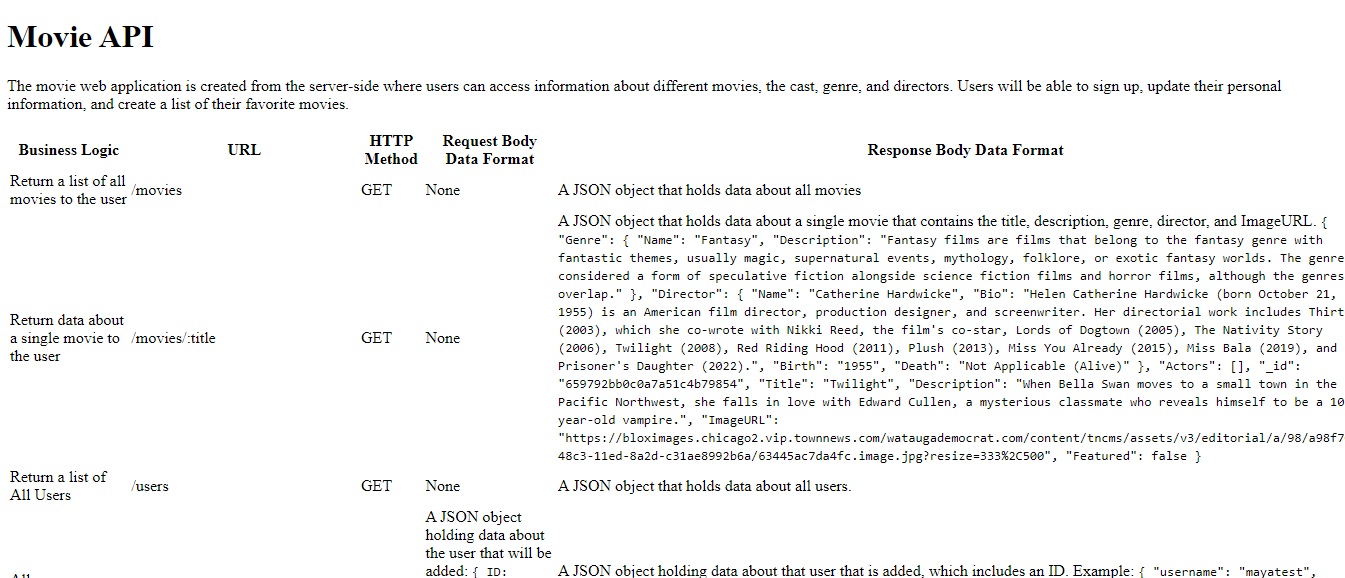 Movie API
The movie web application is created from the server-side where users can access information about different movies, the cast, genre, and directors. Users will be able to sign up, update their personal
information, and create a list of their favorite movies.
Business Logic URL HTTP Method Request Body Data Format Response Body Data Format
Return a list of all
movies to the user
/movies
GET
None
A JSON object that holds data about all movies
Return data about
a single movie to
the user
/movies/:title
GET
None
A JSON object that holds data about a single movie that contains the title, description, genre, director, and ImageURL. {
"Genre": { "Name": "Fantasy", "Description": "Fantasy films are films that belong to the fantasy genre with
fantastic themes, usually magic, supernatural events, mythology, folklore, or exotic fantasy worlds. The genre
considered a form of speculative fiction alongside science fiction films and horror films, although the genres
overlap." }, "Director": { "Name": "Catherine Hardwicke", "Bio": "Helen Catherine Hardwicke (born October 21,
1955) is an American film director, production designer, and screenwriter. Her directorial work includes Thirt
(2003), which she co-wrote with Nikki Reed, the film's co-star, Lords of Dogtown (2005), The Nativity Story
(2006), Twilight (2008), Red Riding Hood (2011), Plush (2013), Miss You Already (2015), Miss Bala (2019), and
Prisoner's Daughter (2022).", "Birth": "1955", "Death": "Not Applicable (Alive)" }, "Actors": [], "_id":
"659792bb0c0a7a51c4b79854", "Title": "Twilight", "Description": "When Bella Swan moves to a small town in the
Pacific Northwest, she falls in love with Edward Cullen, a mysterious classmate who reveals himself to be a 10
year-old vampire.", "ImageURL":
"https://bloximages.chicago2.vip.townnews.com/wataugademocrat.com/content/tncms/assets/v3/editorial/a/98/a98f7
48c3-11ed-8a2d-c31ae8992b6a/63445ac7da4fc.image.jpg?resize=333%2C500", "Featured": false }
Return a list of
All Users
/users
GET
None
A JSON object that holds data about all users.
A JSON object
holding data about
the user that will be
added: { ID:
A JSON object holding data about that user that is added, which includes an ID. Example: { "username": "mayatest",